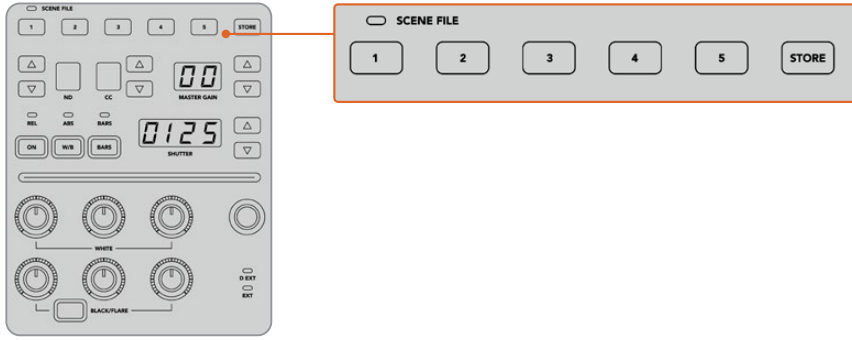 SCENE FILE
1 2 3 4 5 STORE
ND CC 00
MASTER GAIN
REL ABS BARS
ON W/B BARS
0125
SHUTTER
WHITE
D EXT
EXT
BLACK/FLARE
SCENE FILE
1 2 3 4 5 STORE